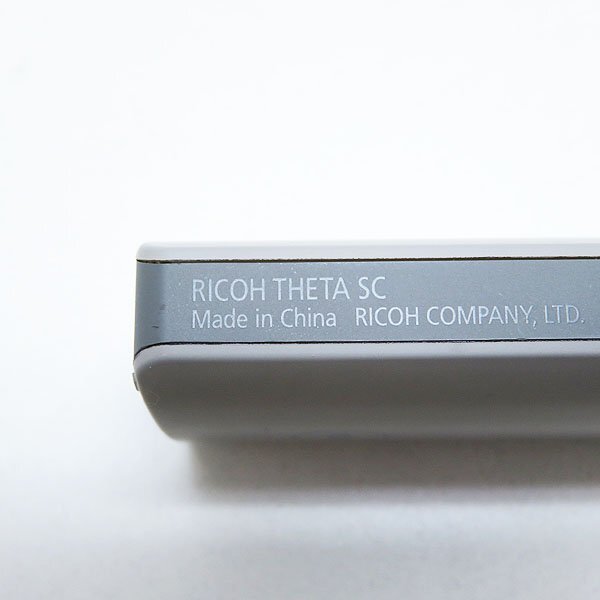 RICOH THETA SC
Made in China RICOH COMPANY, LTD.